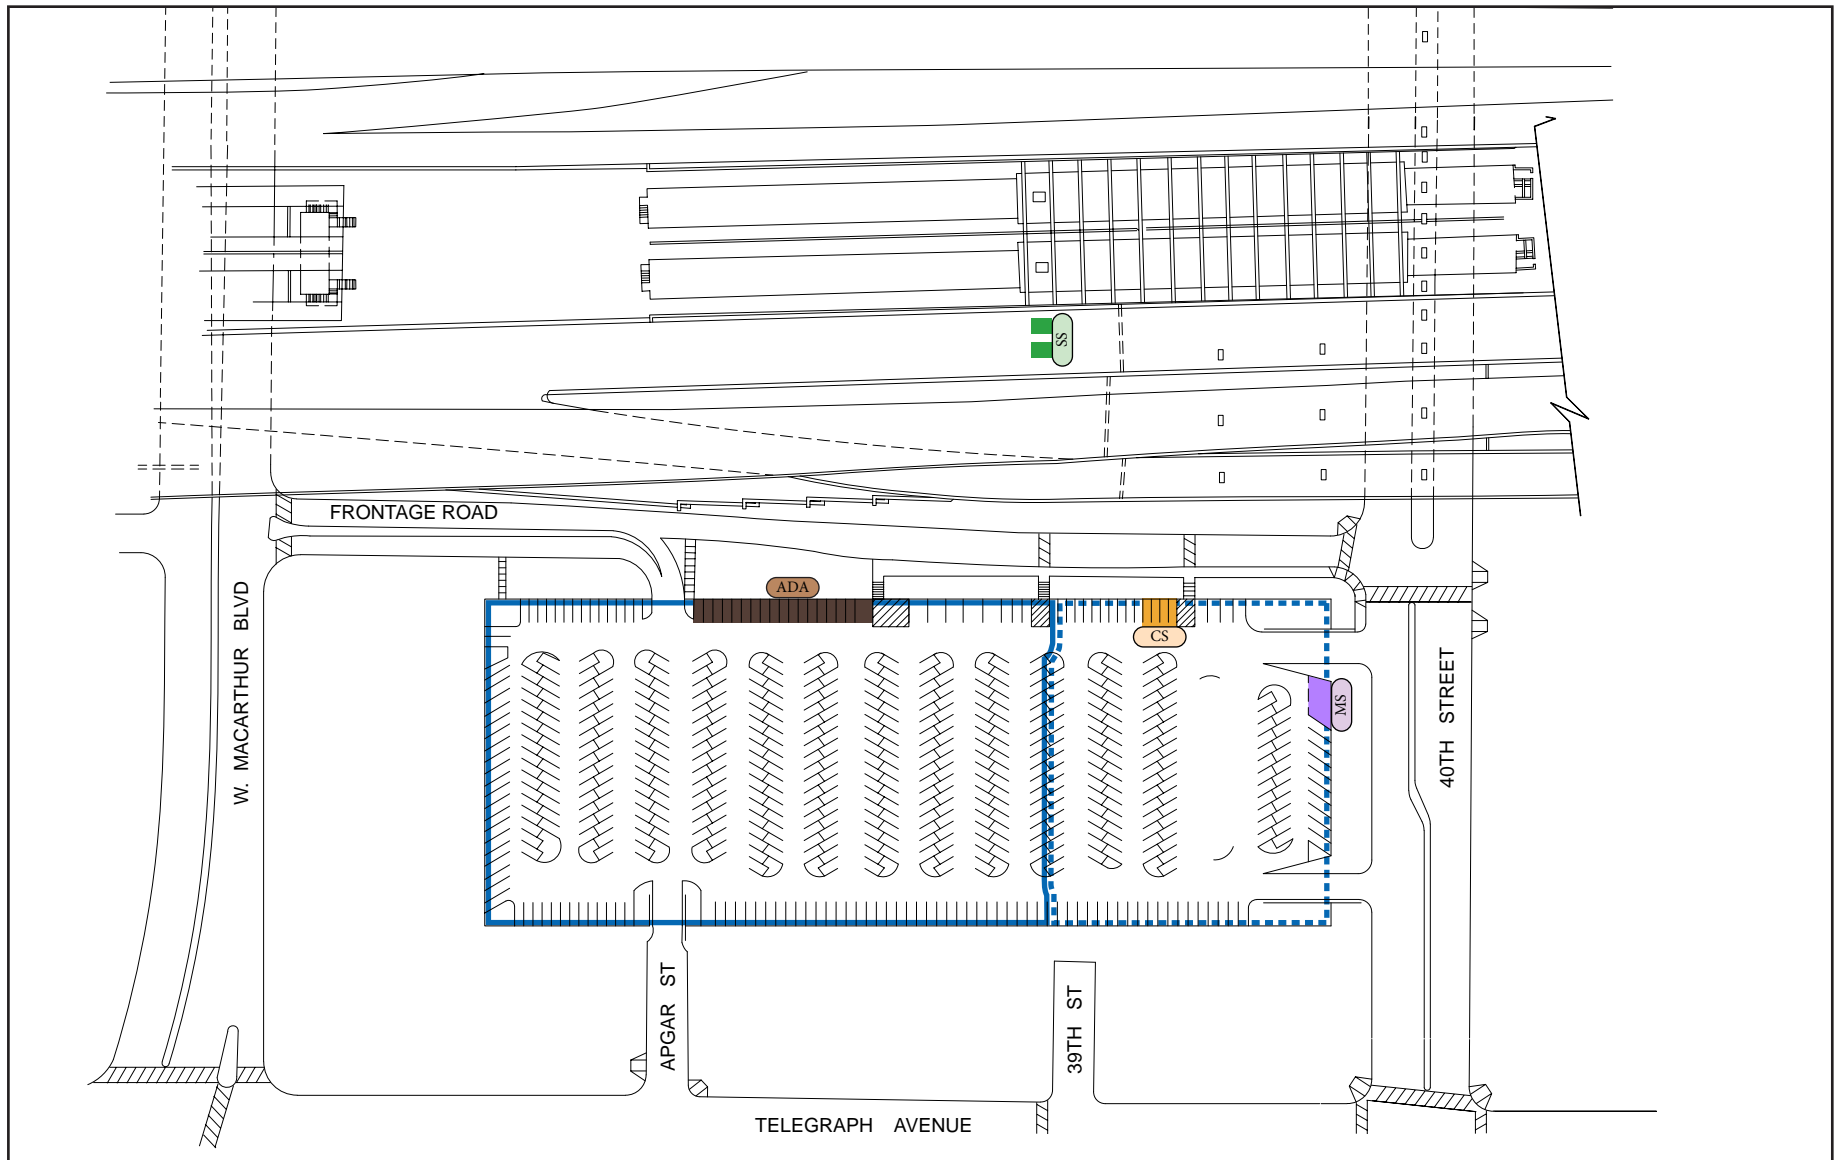 SS
FRONTAGE ROAD
ADA
CS
MS
W. MACARTHUR BLVD
40TH STREET
APGAR ST
39TH ST
TELEGRAPH AVENUE